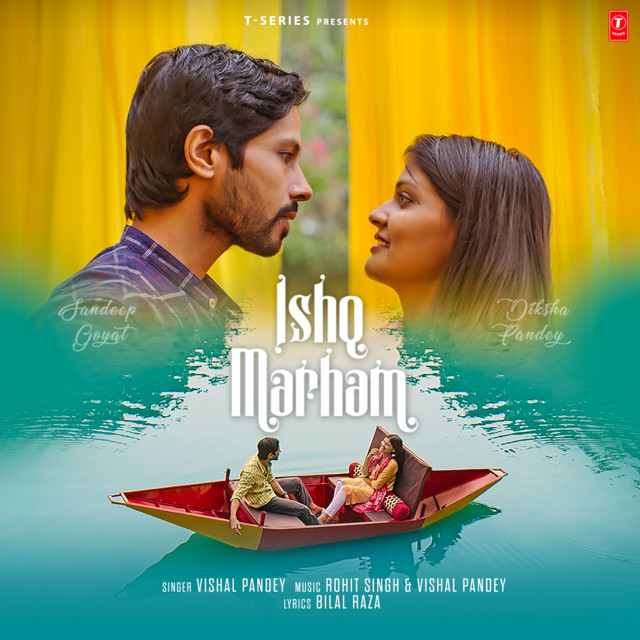 T-SERIES PRESENTS
T
T-SERIES
Sandeep
Goyat
Diksha
Pandey
Ishq
Marham
SINGER VISHAL PANDEY MUSIC ROHIT SINGH & VISHAL PANDEY
LYRICS BILAL RAZA